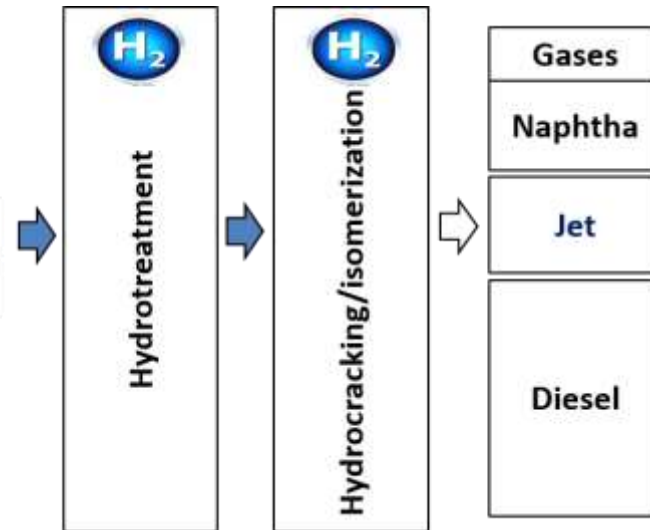 H₂
Hydrotreatment
H₂
Hydrocracking/isomerization
Gases
Naphtha
Jet
Diesel